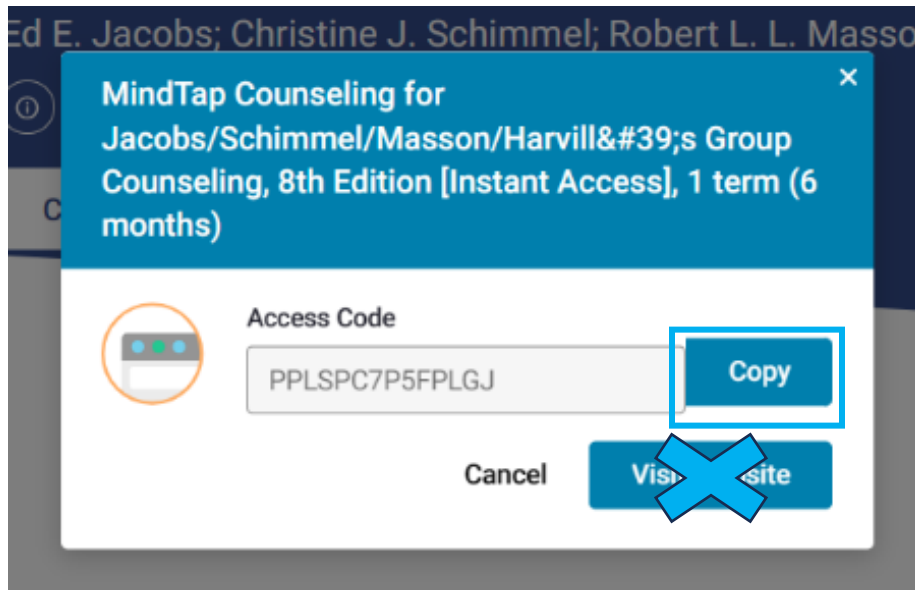 Ed E. Jacobs; Christine J. Schimmel; Robert L. L. Masso
×
MindTap Counseling for
Jacobs/Schimmel/Masson/Harvill&#39;s Group
Counseling, 8th Edition [Instant Access], 1 term (6
months)
C
Access Code
PPLSPC7P5FPLGJ
Copy
Cancel